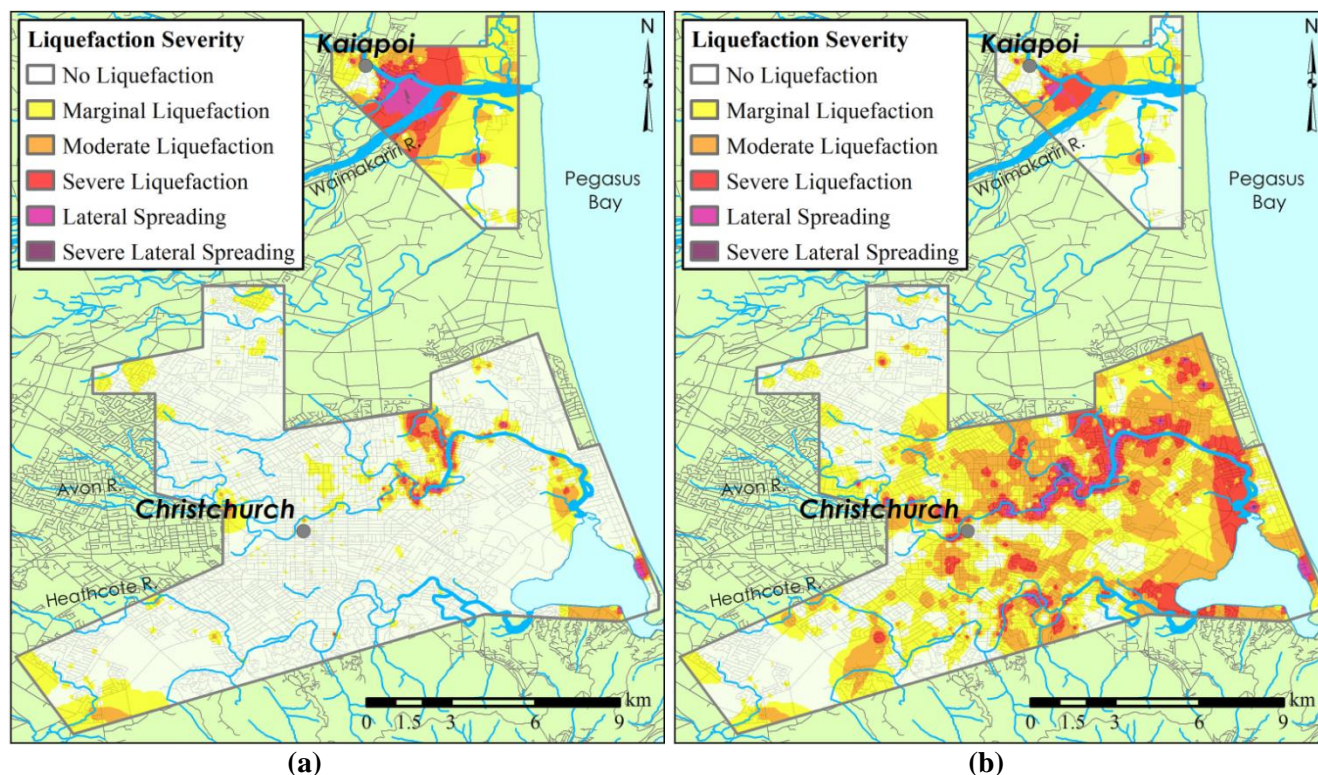 Liquefaction Severity
No Liquefaction
Marginal Liquefaction
Moderate Liquefaction
Severe Liquefaction
Lateral Spreading
Severe Lateral Spreading
Kaiapoi
N
Waimakariri R.
Pegasus
Bay
Avon R.
Christchurch
Heathcote R.
km
0 1.5 3 6 9
(a)
Liquefaction Severity
No Liquefaction
Marginal Liquefaction
Moderate Liquefaction
Severe Liquefaction
Lateral Spreading
Severe Lateral Spreading
Kaiapoi
N
Waimakariri R.
Pegasus
Bay
Avon R.
Christchurch
Heathcote R.
km
0 1.5 3 6 9
(b)